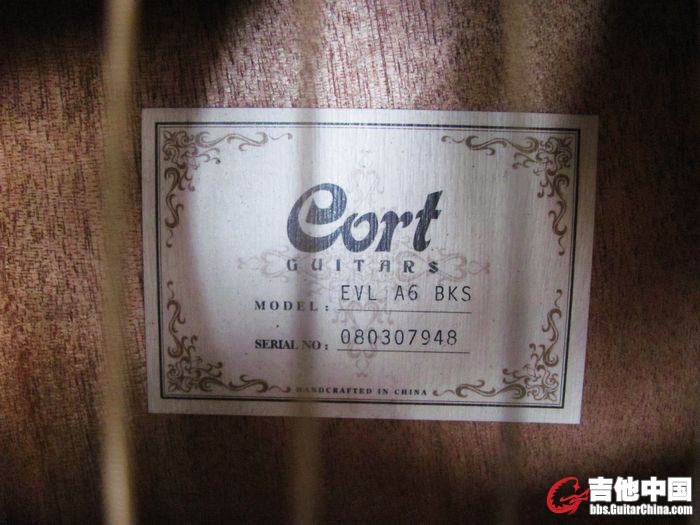 Cort
GUITARS
MODEL: EVL A6 BKS
SERIAL NO: 080307948
HANDCRAFTED IN CHINA
吉他中国
bbs.GuitarChina.com